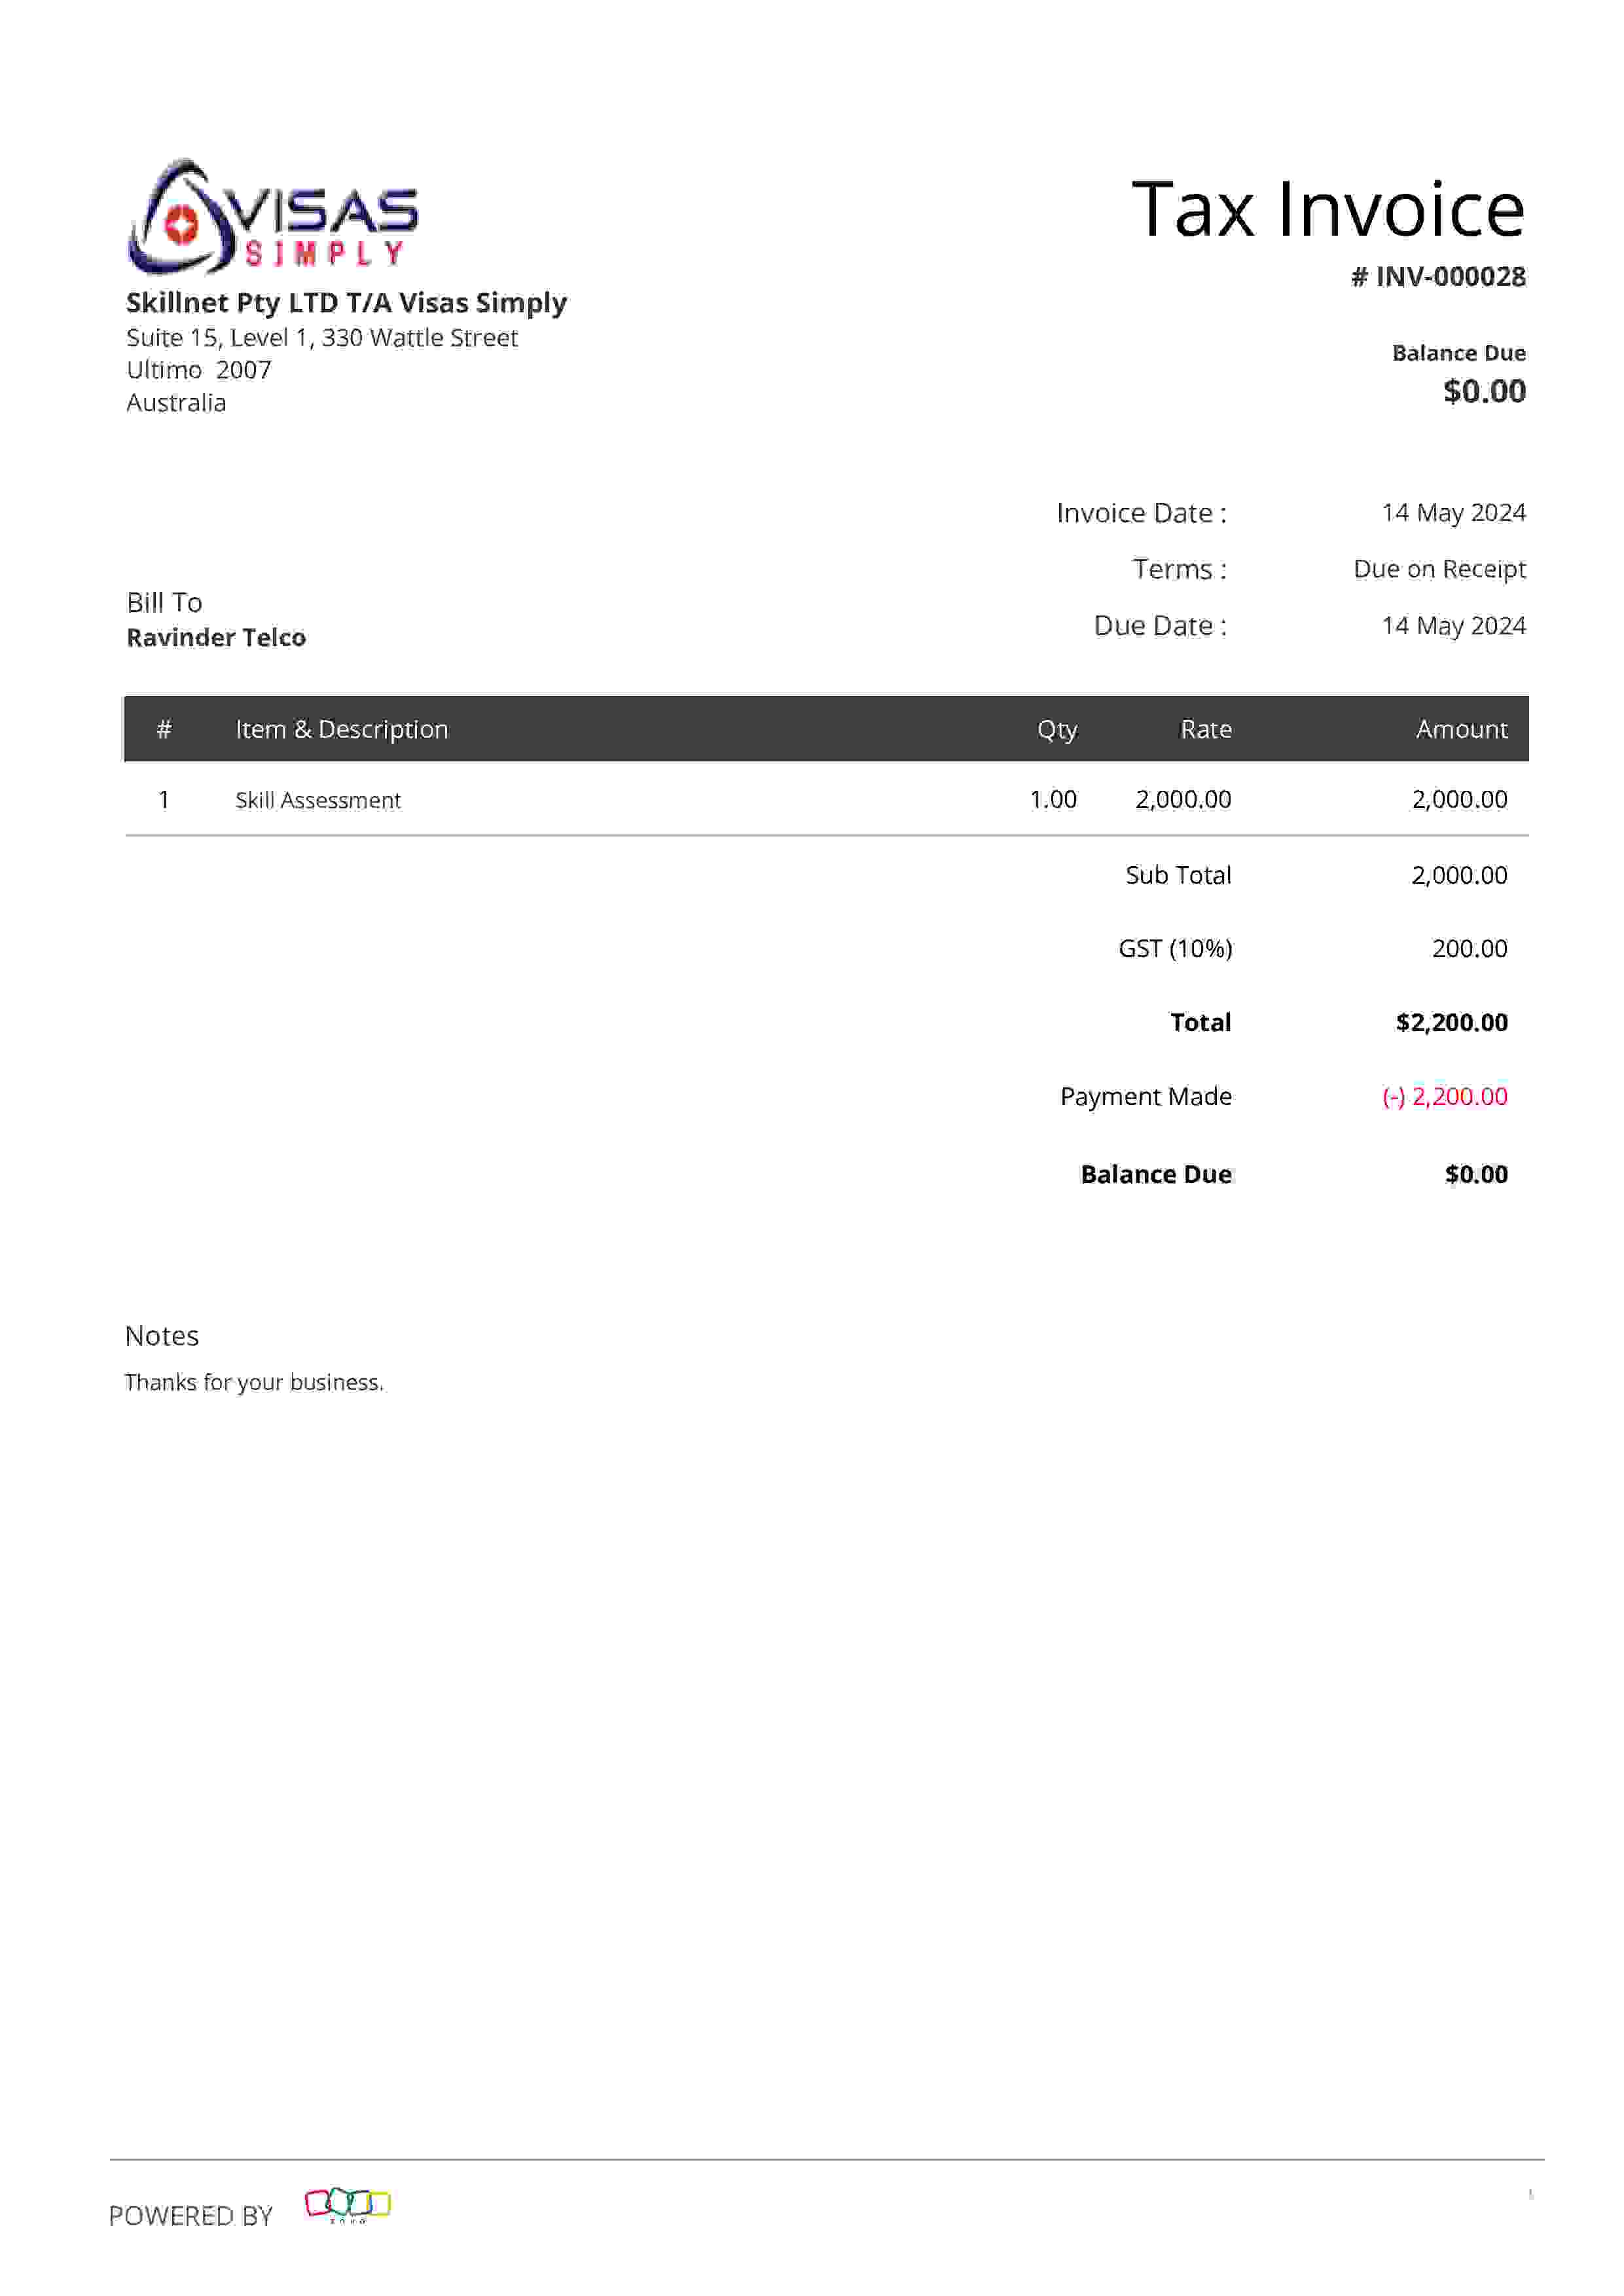 VISAS
SIMPLY
Skillnet Pty LTD T/A Visas Simply
Suite 15, Level 1, 330 Wattle Street
Ultimo 2007
Australia
Tax Invoice
# INV-000028
Balance Due
$0.00
Invoice Date : 14 May 2024
Terms : Due on Receipt
Due Date : 14 May 2024
Bill To
Ravinder Telco
# Item & Description Qty Rate Amount
1 Skill Assessment 1.00 2,000.00 2,000.00
Sub Total 2,000.00
GST (10%) 200.00
Total $2,200.00
Payment Made (-) 2,200.00
Balance Due $0.00
Notes
Thanks for your business.
POWERED BY
ZOHO
1